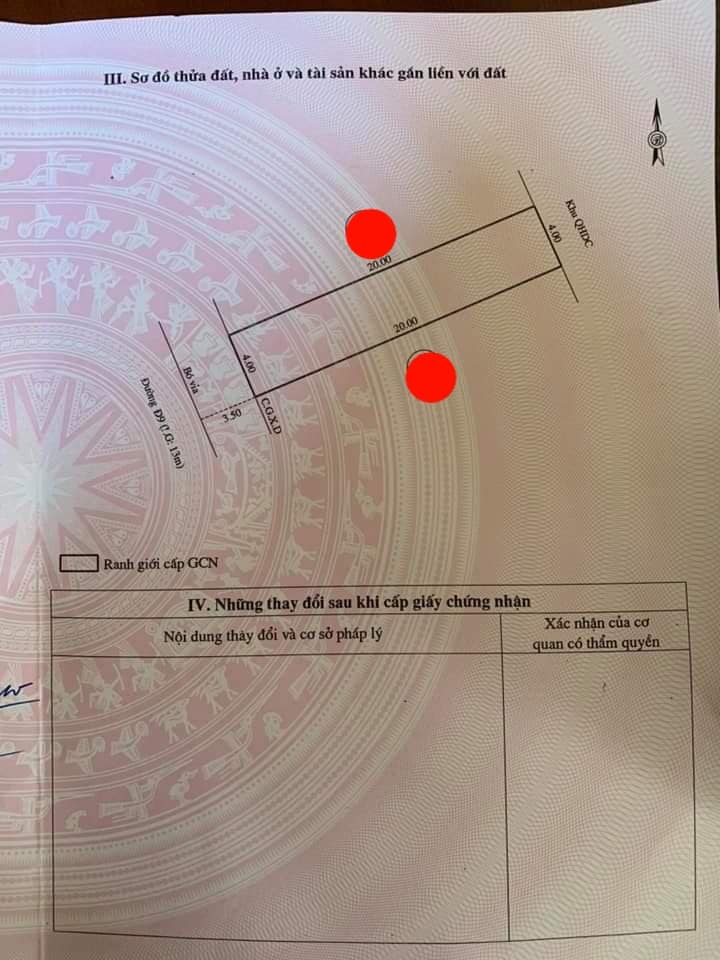 III. Sơ đồ thửa đất, nhà ở và tài sản khác gắn liền với đất
Khu QHDC
4.00
20.00
20.00
4.00
Bó vỉa
3.50
C.G.X.D
Đường Đ9 (LG: 13m)
Ranh giới cấp GCN
IV. Những thay đổi sau khi cấp giấy chứng nhận
Nội dung thay đổi và cơ sở pháp lý
Xác nhận của cơ
quan có thẩm quyền